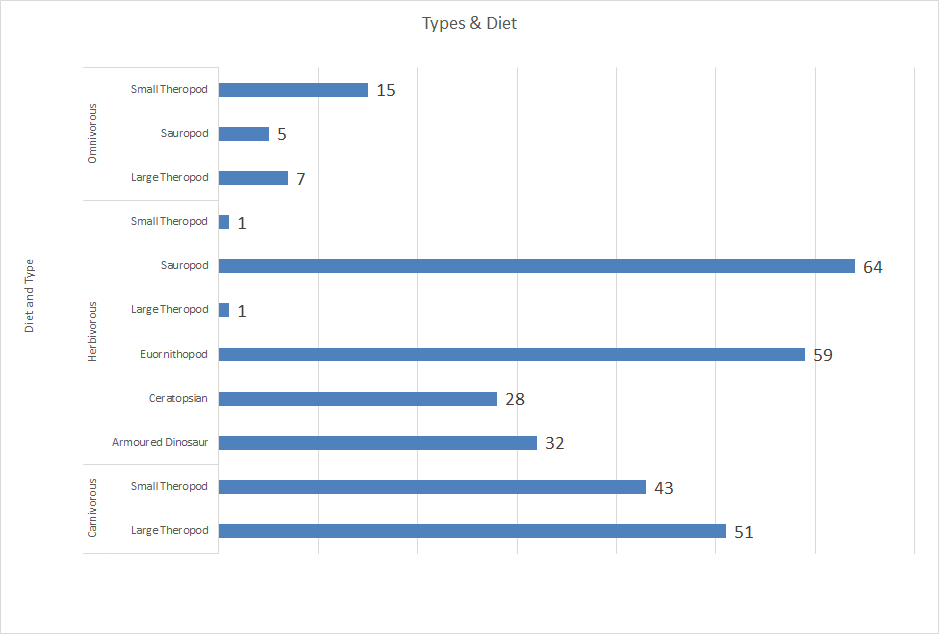 Types & Diet
Diet and Type
Omnivorous
Small Theropod 15
Sauropod 5
Large Theropod 7
Herbivorous
Small Theropod 1
Sauropod 64
Large Theropod 1
Euornithopod 59
Ceratopsian 28
Armoured Dinosaur 32
Carnivorous
Small Theropod 43
Large Theropod 51